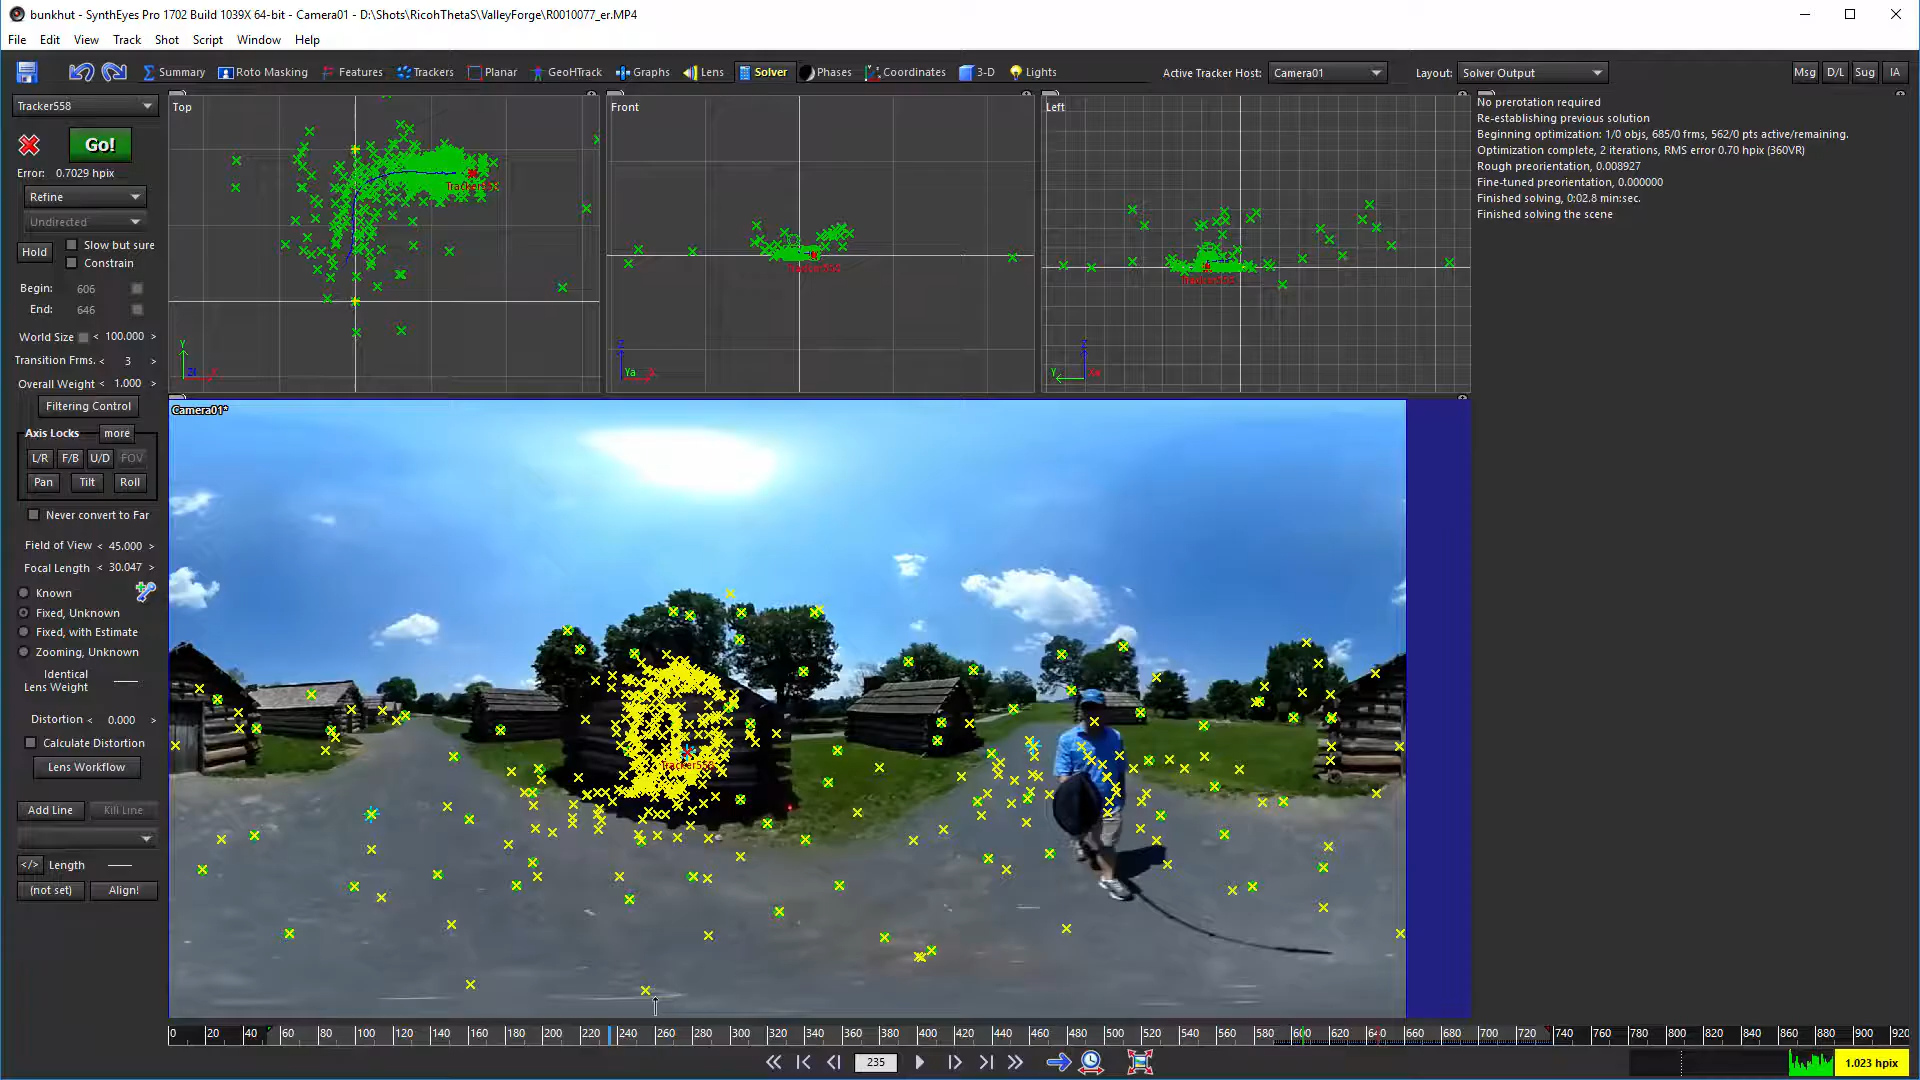 bunkhut - SynthEyes Pro 1702 Build 1039X 64-bit - Camera01 - D:\Shots\RicohThetaS\ValleyForge\R0010077_er.MP4
File Edit View Track Shot Script Window Help
Summary Roto Masking Features Trackers Planar GeoHTrack Graphs Lens Solver Phases Coordinates 3-D Lights Active Tracker Host: Camera01 Layout: Solver Output Msg D/L Sug IA
Tracker558
Go!
Error: 0.7029 hpix
Refine
Undirected
Hold
Slow but sure
Constrain
Begin: 606
End: 646
World Size < 100.000 >
Transition Frms. < 3 >
Overall Weight < 1.000 >
Filtering Control
Axis Locks more
L/R F/B U/D FOV
Pan Tilt Roll
Never convert to Far
Field of View < 45.000 >
Focal Length < 30.047 >
Known
Fixed, Unknown
Fixed, with Estimate
Zooming, Unknown
Identical
Lens Weight
Distortion < 0.000 >
Calculate Distortion
Lens Workflow
Add Line Kill Line
</> Length
(not set) Align!
Top
Y
X
Front
Z
Ya X
Left
Z
Y Xa
No prerotation required
Re-establishing previous solution
Beginning optimization: 1/0 objs, 685/0 frms, 562/0 pts active/remaining.
Optimization complete, 2 iterations, RMS error 0.70 hpix (360VR)
Rough preorientation, 0.008927
Fine-tuned preorientation, 0.000000
Finished solving, 0:02.8 min:sec.
Finished solving the scene
Camera01*
0 20 40 60 80 100 120 140 160 180 200 220 240 260 280 300 320 340 360 380 400 420 440 460 480 500 520 540 560 580 600 620 640 660 680 700 720 740 760 780 800 820 840 860 880 900 920
235
1.023 hpix